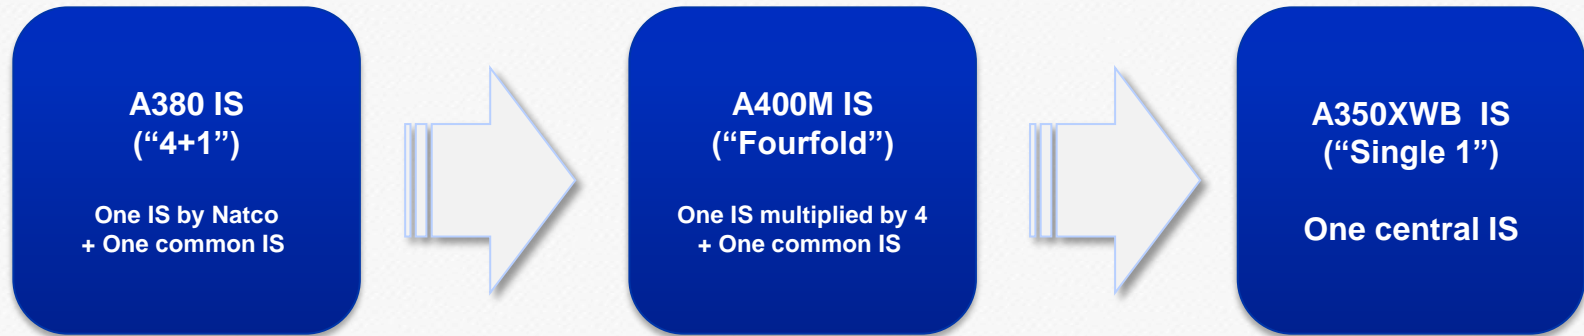 A380 IS
(“4+1”)
One IS by Natco
+ One common IS
A400M IS
(“Fourfold”)
One IS multiplied by 4
+ One common IS
A350XWB  IS
(“Single 1”)
One central IS